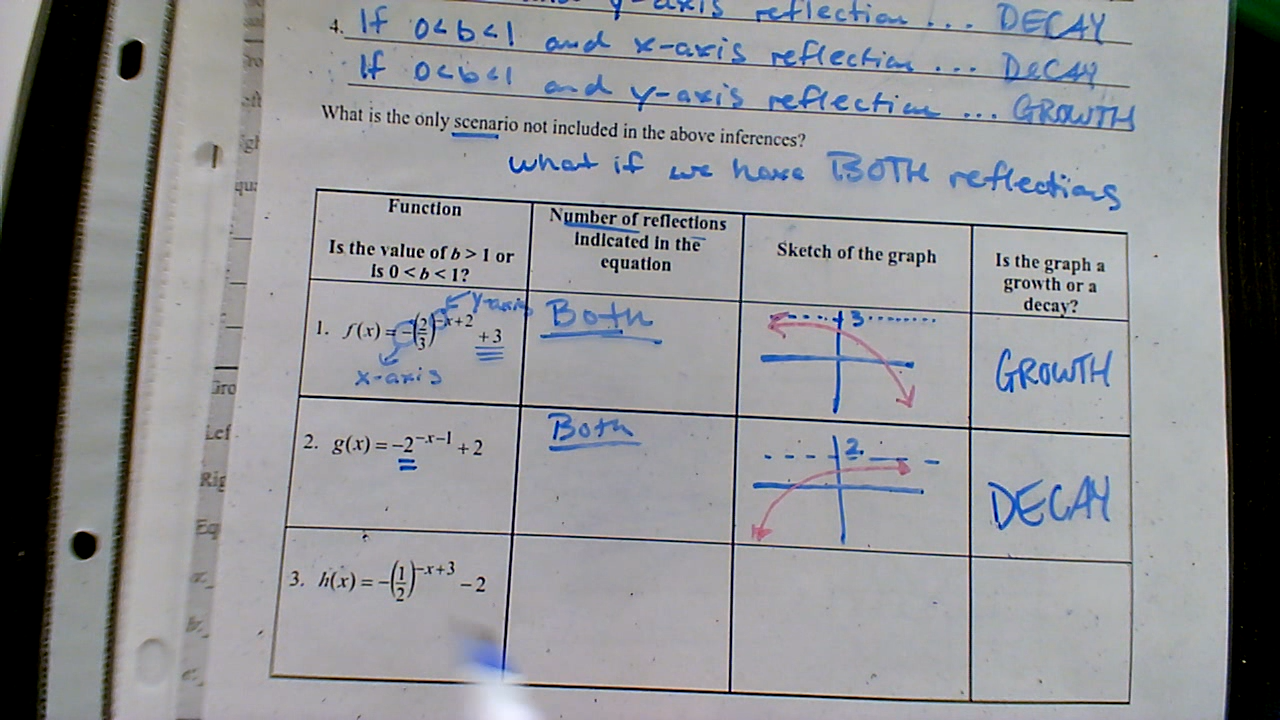 y-axis reflection ... DECAY
4. If 0<b<1 and x-axis reflection ... DECAY
If 0<b<1 and y-axis reflection ... GROWTH
What is the only scenario not included in the above inferences?
what if we have BOTH reflections
Function
Is the value of b > 1 or
is 0 < b < 1?
Number of reflections
indicated in the
equation
Sketch of the graph
Is the graph a
growth or a
decay?
y-axis
1. f(x) = -(2/3)^{-x+2} + 3
x-axis
Both
3
GROWTH
2. g(x) = -2^{-x-1} + 2
Both
2
DECAY
3. h(x) = -(1/2)^{-x+3} - 2